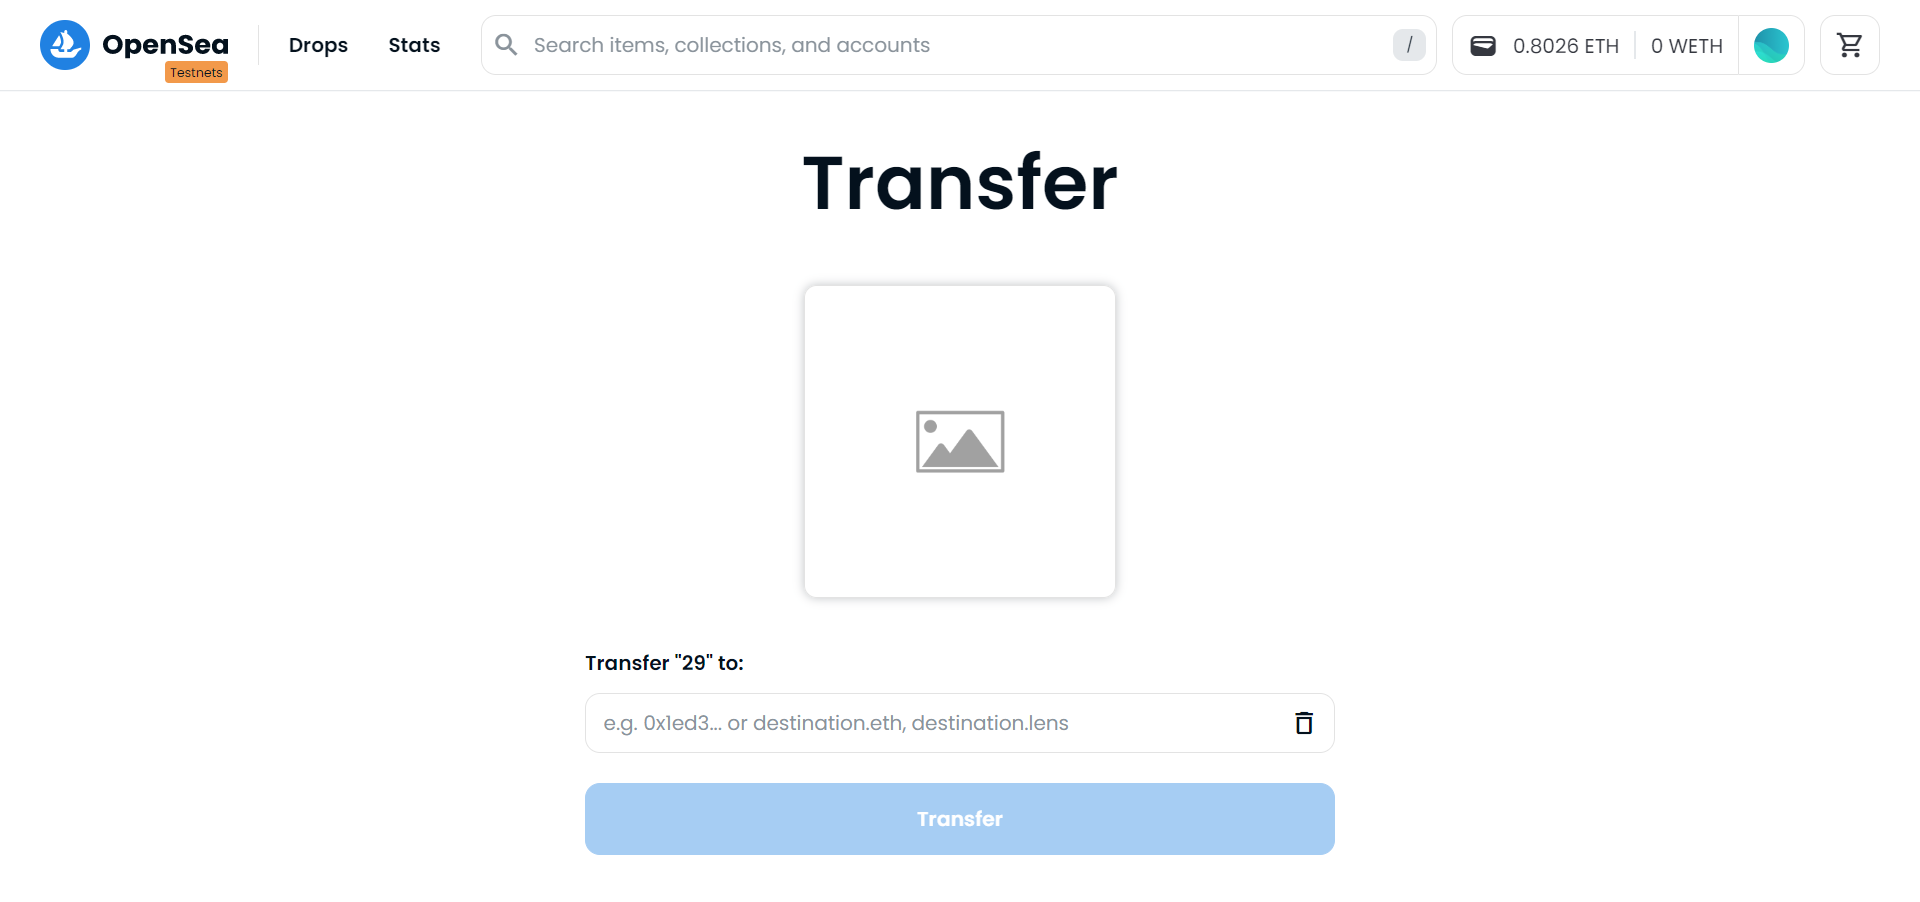 OpenSea
Testnets
Drops
Stats
Search items, collections, and accounts
/
0.8026 ETH
0 WETH
Transfer
Transfer "29" to:
e.g. 0x1ed3... or destination.eth, destination.lens
Transfer